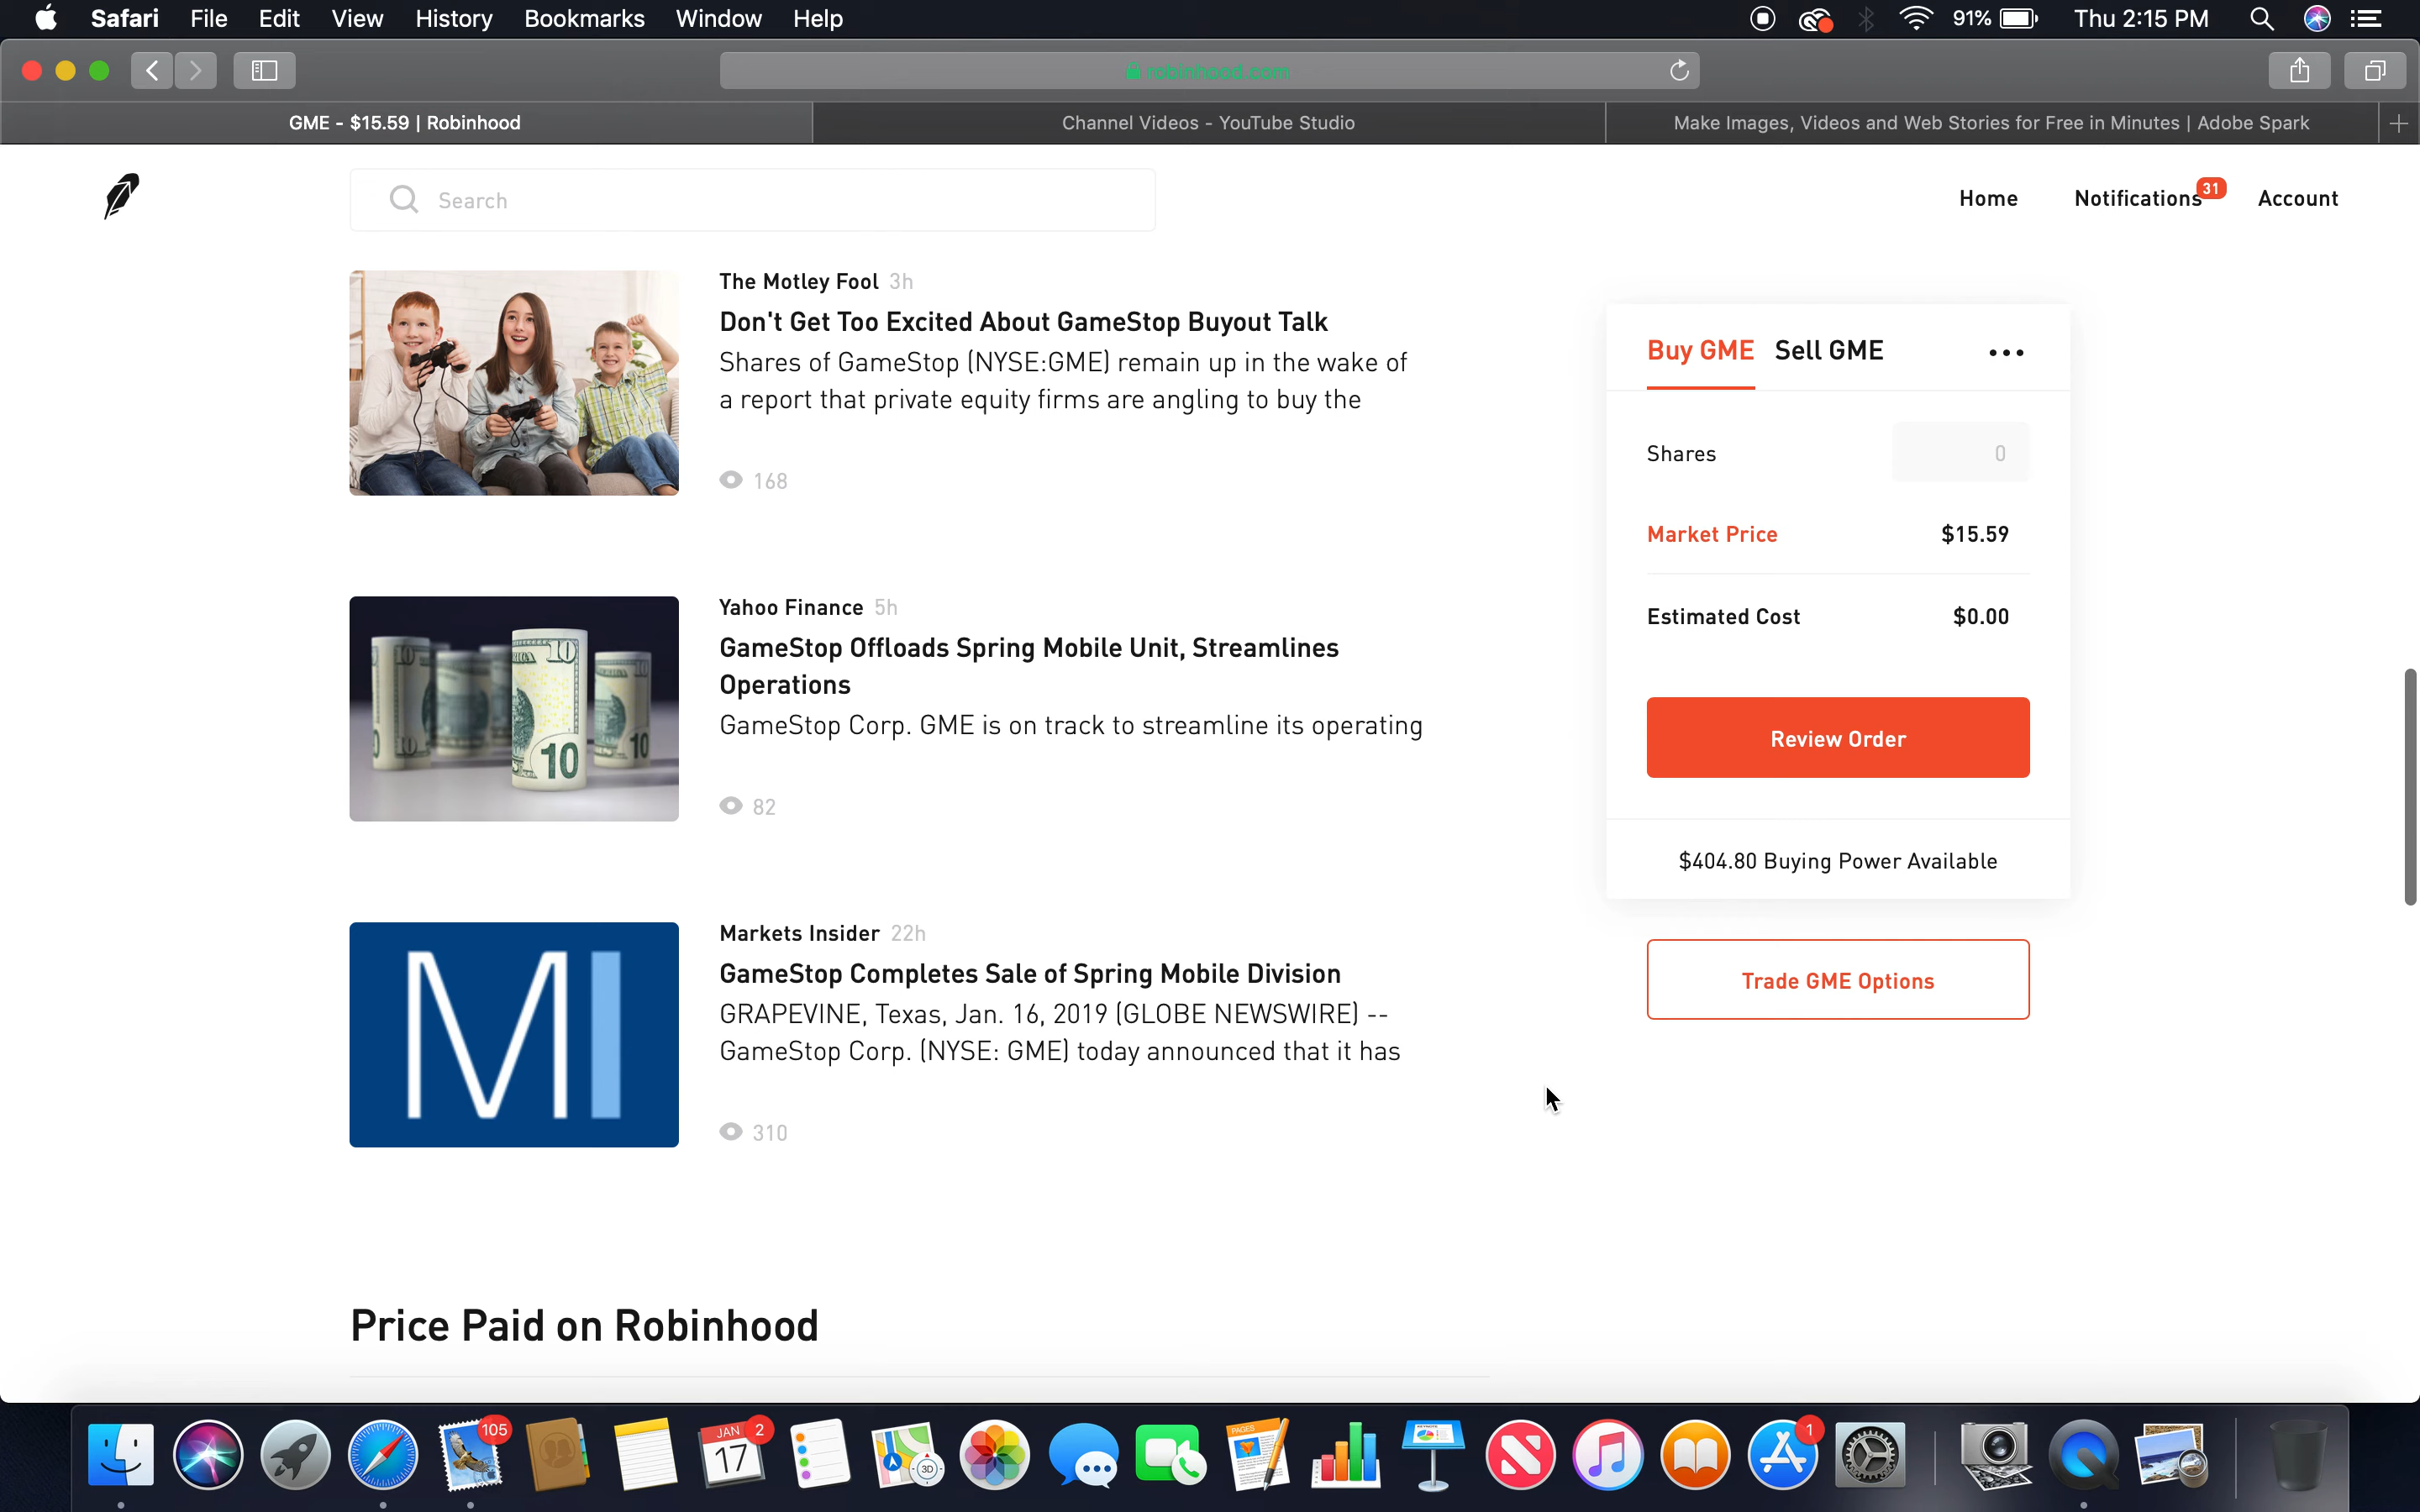 Safari File Edit View History Bookmarks Window Help 91% Thu 2:15 PM
robinhood.com
GME - $15.59 | Robinhood
Channel Videos - YouTube Studio
Make Images, Videos and Web Stories for Free in Minutes | Adobe Spark
Search
Home
Notifications 31
Account
The Motley Fool 3h
Don't Get Too Excited About GameStop Buyout Talk
Shares of GameStop (NYSE:GME) remain up in the wake of
a report that private equity firms are angling to buy the
168
Yahoo Finance 5h
GameStop Offloads Spring Mobile Unit, Streamlines
Operations
GameStop Corp. GME is on track to streamline its operating
82
10
10
10
10
10
Markets Insider 22h
GameStop Completes Sale of Spring Mobile Division
GRAPEVINE, Texas, Jan. 16, 2019 (GLOBE NEWSWIRE) --
GameStop Corp. (NYSE: GME) today announced that it has
310
MI
Price Paid on Robinhood
Buy GME Sell GME
Shares 0
Market Price $15.59
Estimated Cost $0.00
Review Order
$404.80 Buying Power Available
Trade GME Options
105
JAN 2
17
3D
PAGES
1